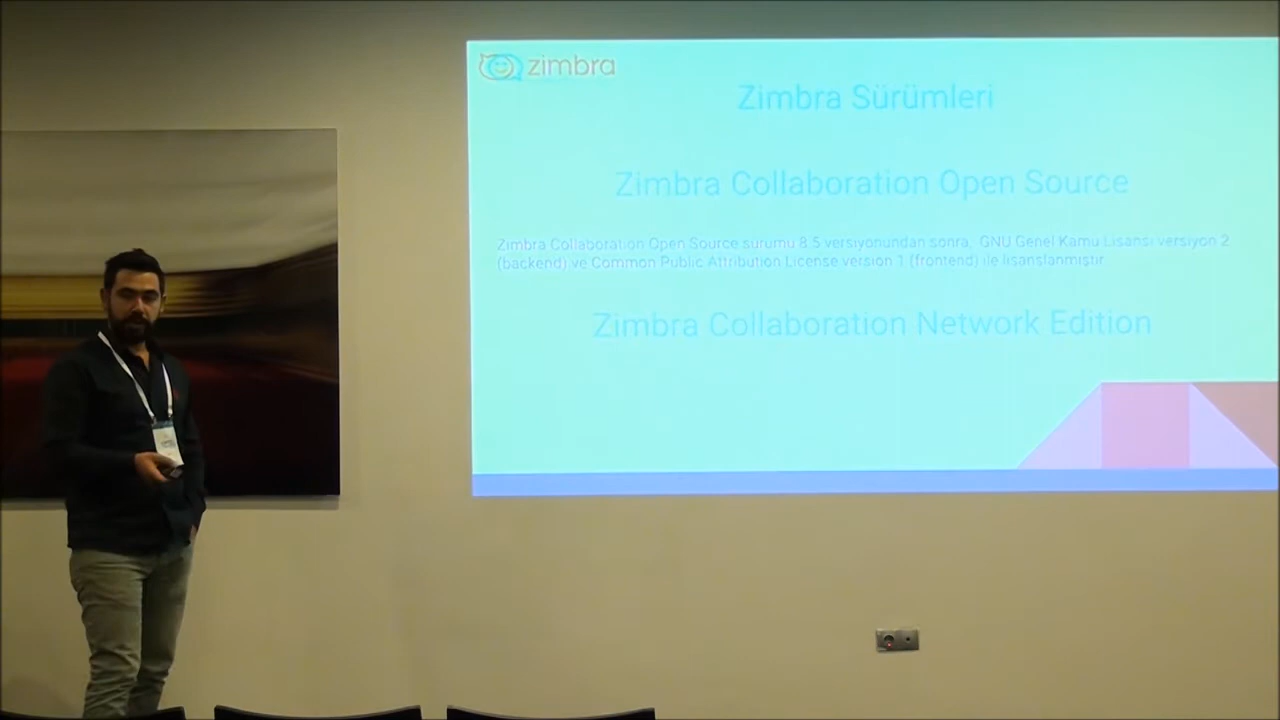 zimbra
Zimbra Sürümleri
Zimbra Collaboration Open Source
Zimbra Collaboration Open Source sürümü 8.5 versiyonundan sonra, GNU Genel Kamu Lisansı versiyon 2
(backend) ve Common Public Attribution License version 1 (frontend) ile lisanslanmıştır.
Zimbra Collaboration Network Edition